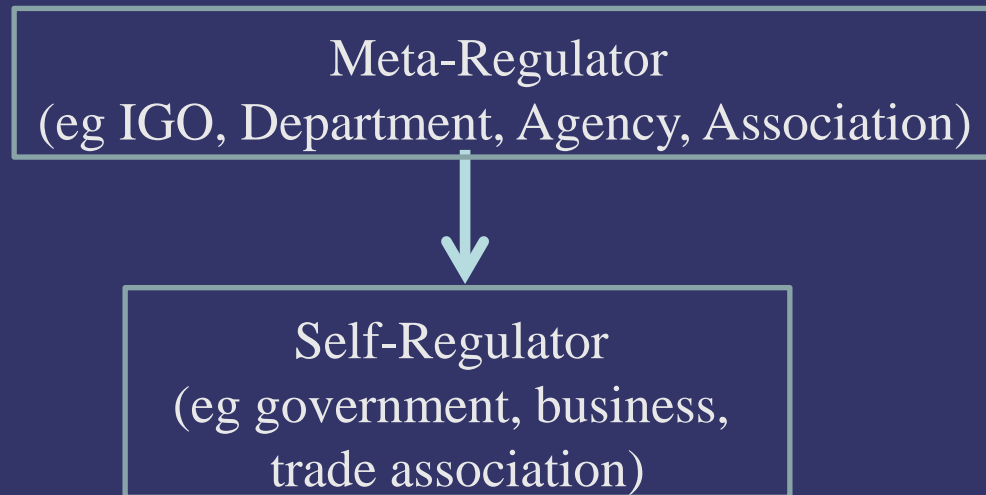 Meta-Regulator
(eg IGO, Department, Agency, Association)
Self-Regulator
(eg government, business,
trade association)